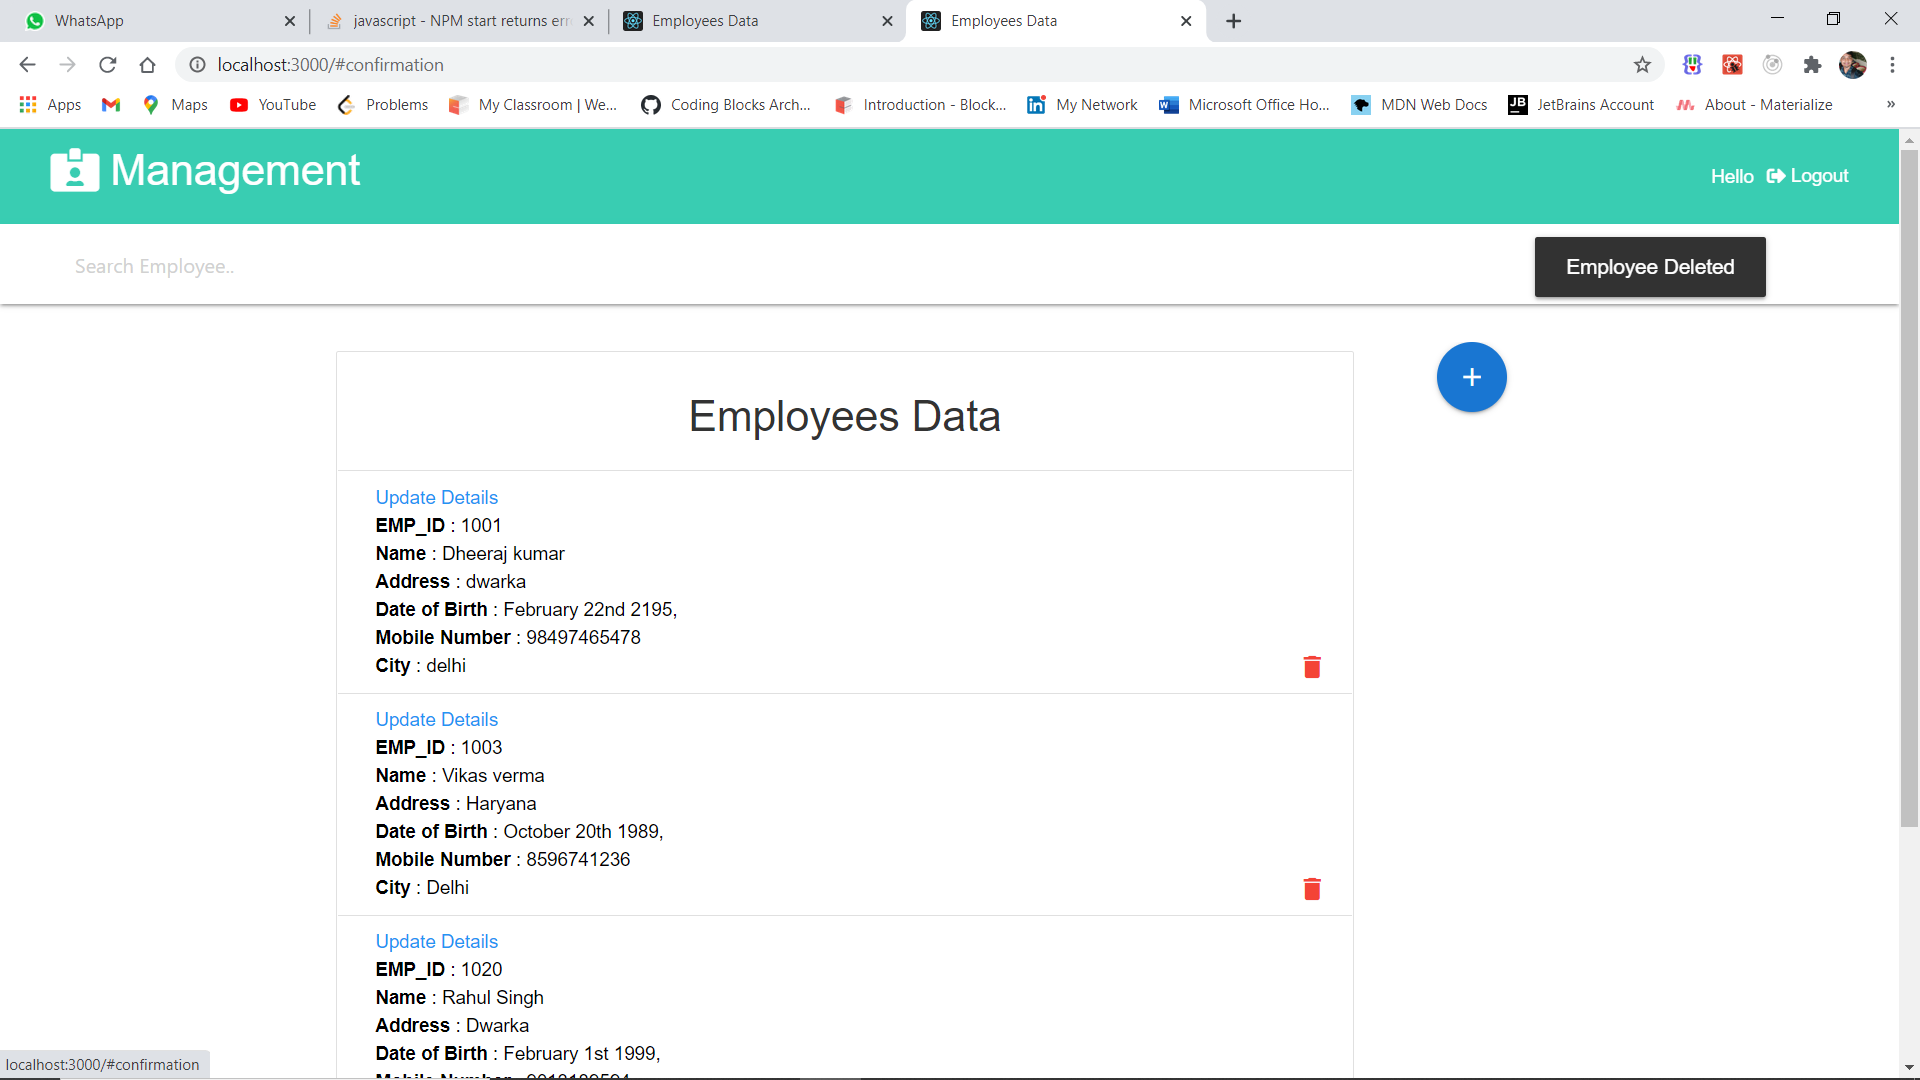 WhatsApp
javascript - NPM start returns err
Employees Data
Employees Data
localhost:3000/#confirmation
Apps
Maps
YouTube
Problems
My Classroom | We...
Coding Blocks Arch...
Introduction - Block...
My Network
Microsoft Office Ho...
JB
MDN Web Docs
JetBrains Account
About - Materialize
»
Management
Hello
Logout
Search Employee..
Employee Deleted
+
Employees Data
Update Details
EMP_ID : 1001
Name : Dheeraj kumar
Address : dwarka
Date of Birth : February 22nd 2195,
Mobile Number : 98497465478
City : delhi
Update Details
EMP_ID : 1003
Name : Vikas verma
Address : Haryana
Date of Birth : October 20th 1989,
Mobile Number : 8596741236
City : Delhi
Update Details
EMP_ID : 1020
Name : Rahul Singh
Address : Dwarka
Date of Birth : February 1st 1999,
Mobile Number :
localhost:3000/#confirmation